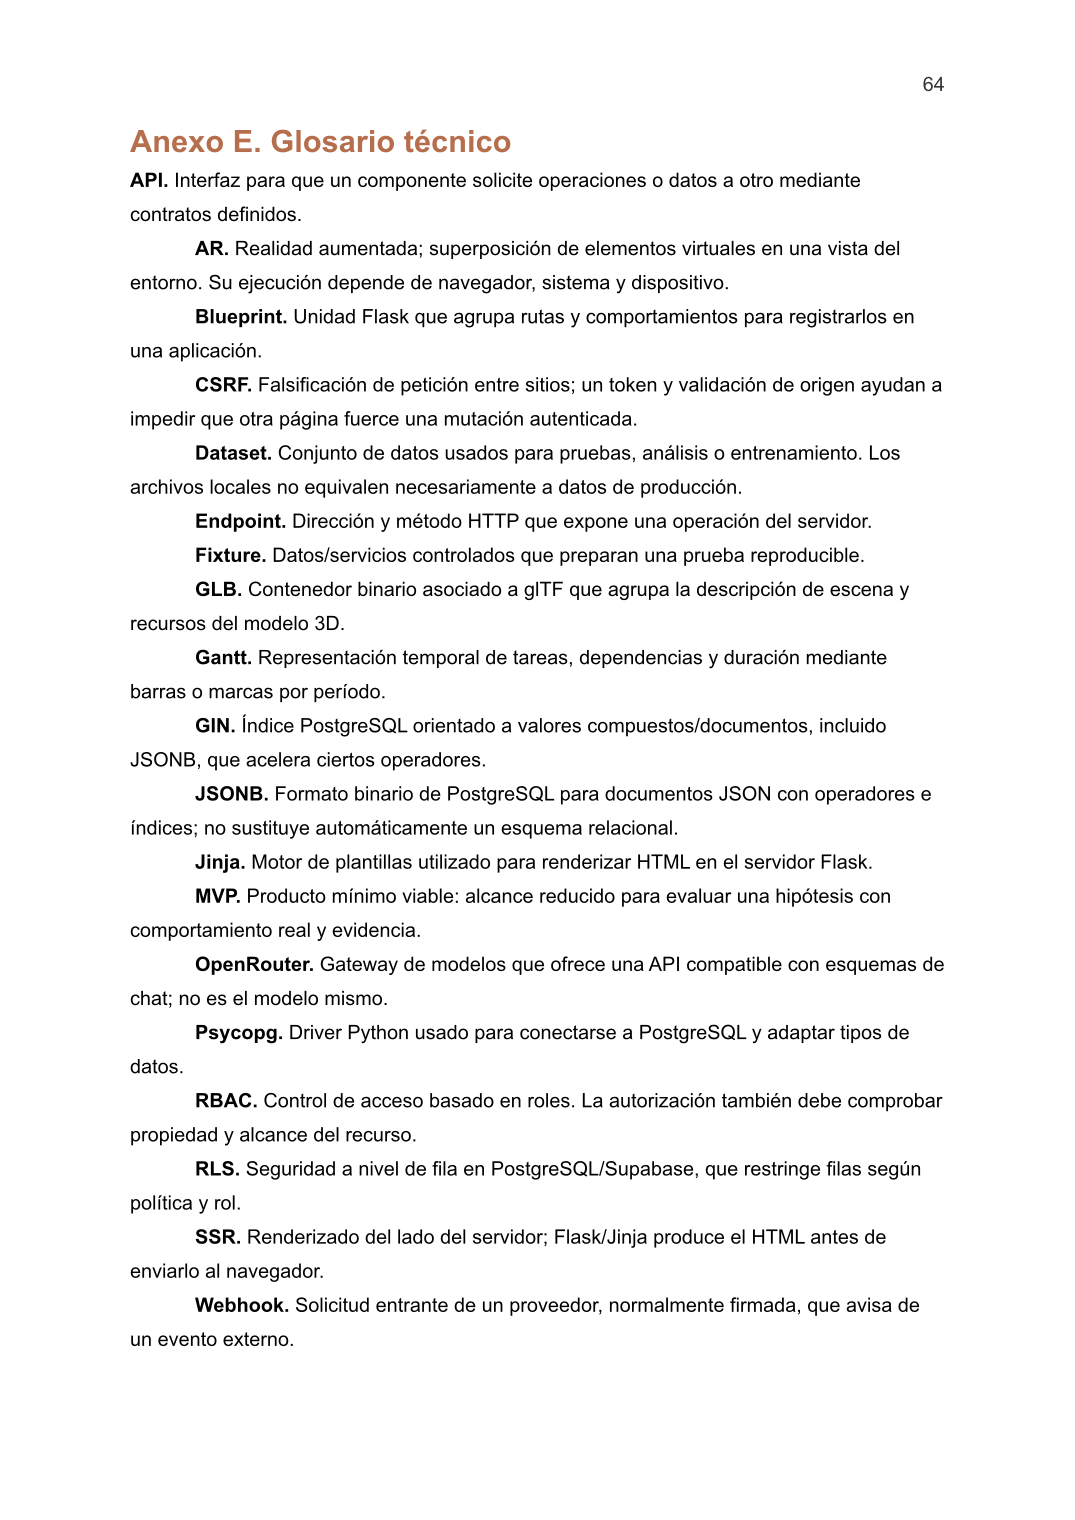 64
Anexo E. Glosario técnico
API. Interfaz para que un componente solicite operaciones o datos a otro mediante
contratos definidos.
AR. Realidad aumentada; superposición de elementos virtuales en una vista del
entorno. Su ejecución depende de navegador, sistema y dispositivo.
Blueprint. Unidad Flask que agrupa rutas y comportamientos para registrarlos en
una aplicación.
CSRF. Falsificación de petición entre sitios; un token y validación de origen ayudan a
impedir que otra página fuerce una mutación autenticada.
Dataset. Conjunto de datos usados para pruebas, análisis o entrenamiento. Los
archivos locales no equivalen necesariamente a datos de producción.
Endpoint. Dirección y método HTTP que expone una operación del servidor.
Fixture. Datos/servicios controlados que preparan una prueba reproducible.
GLB. Contenedor binario asociado a glTF que agrupa la descripción de escena y
recursos del modelo 3D.
Gantt. Representación temporal de tareas, dependencias y duración mediante
barras o marcas por período.
GIN. Índice PostgreSQL orientado a valores compuestos/documentos, incluido
JSONB, que acelera ciertos operadores.
JSONB. Formato binario de PostgreSQL para documentos JSON con operadores e
índices; no sustituye automáticamente un esquema relacional.
Jinja. Motor de plantillas utilizado para renderizar HTML en el servidor Flask.
MVP. Producto mínimo viable: alcance reducido para evaluar una hipótesis con
comportamiento real y evidencia.
OpenRouter. Gateway de modelos que ofrece una API compatible con esquemas de
chat; no es el modelo mismo.
Psycopg. Driver Python usado para conectarse a PostgreSQL y adaptar tipos de
datos.
RBAC. Control de acceso basado en roles. La autorización también debe comprobar
propiedad y alcance del recurso.
RLS. Seguridad a nivel de fila en PostgreSQL/Supabase, que restringe filas según
política y rol.
SSR. Renderizado del lado del servidor; Flask/Jinja produce el HTML antes de
enviarlo al navegador.
Webhook. Solicitud entrante de un proveedor, normalmente firmada, que avisa de
un evento externo.